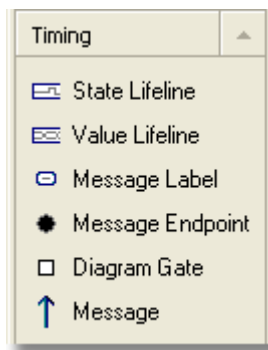 Timing
State Lifeline
Value Lifeline
Message Label
Message Endpoint
Diagram Gate
Message